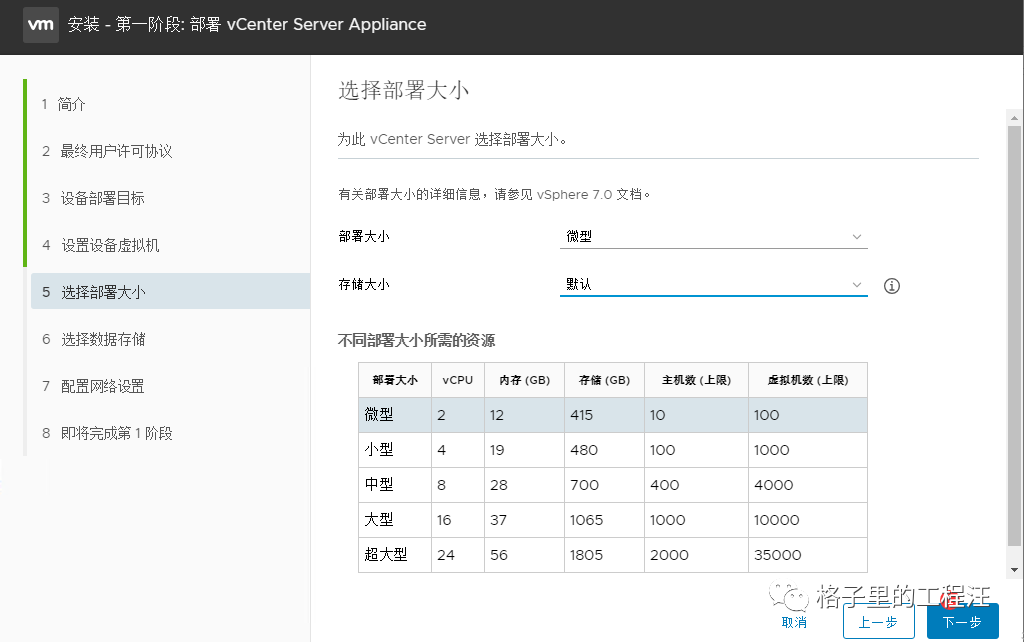 vm 安装 - 第一阶段: 部署 vCenter Server Appliance
1 简介
2 最终用户许可协议
3 设备部署目标
4 设置设备虚拟机
5 选择部署大小
6 选择数据存储
7 配置网络设置
8 即将完成第 1 阶段
选择部署大小
为此 vCenter Server 选择部署大小。
有关部署大小的详细信息，请参见 vSphere 7.0 文档。
部署大小 微型
存储大小 默认
不同部署大小所需的资源
部署大小 vCPU 内存 (GB) 存储 (GB) 主机数 (上限) 虚拟机数 (上限)
微型 2 12 415 10 100
小型 4 19 480 100 1000
中型 8 28 700 400 4000
大型 16 37 1065 1000 10000
超大型 24 56 1805 2000 35000
格子里的工程汪
取消 上一步 下一步